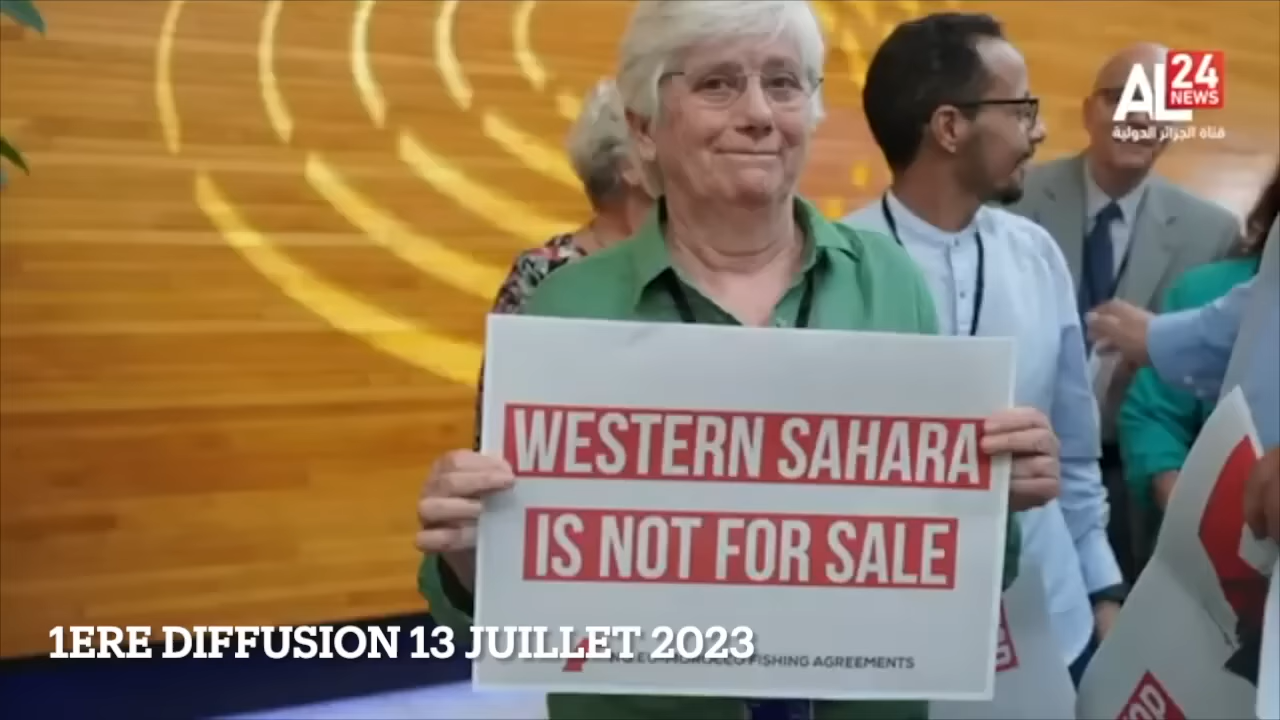 AL
24
NEWS
قناة الجزائر الدولية
WESTERN SAHARA
IS NOT FOR SALE
1ERE DIFFUSION 13 JUILLET 2023
FISHING AGREEMENTS